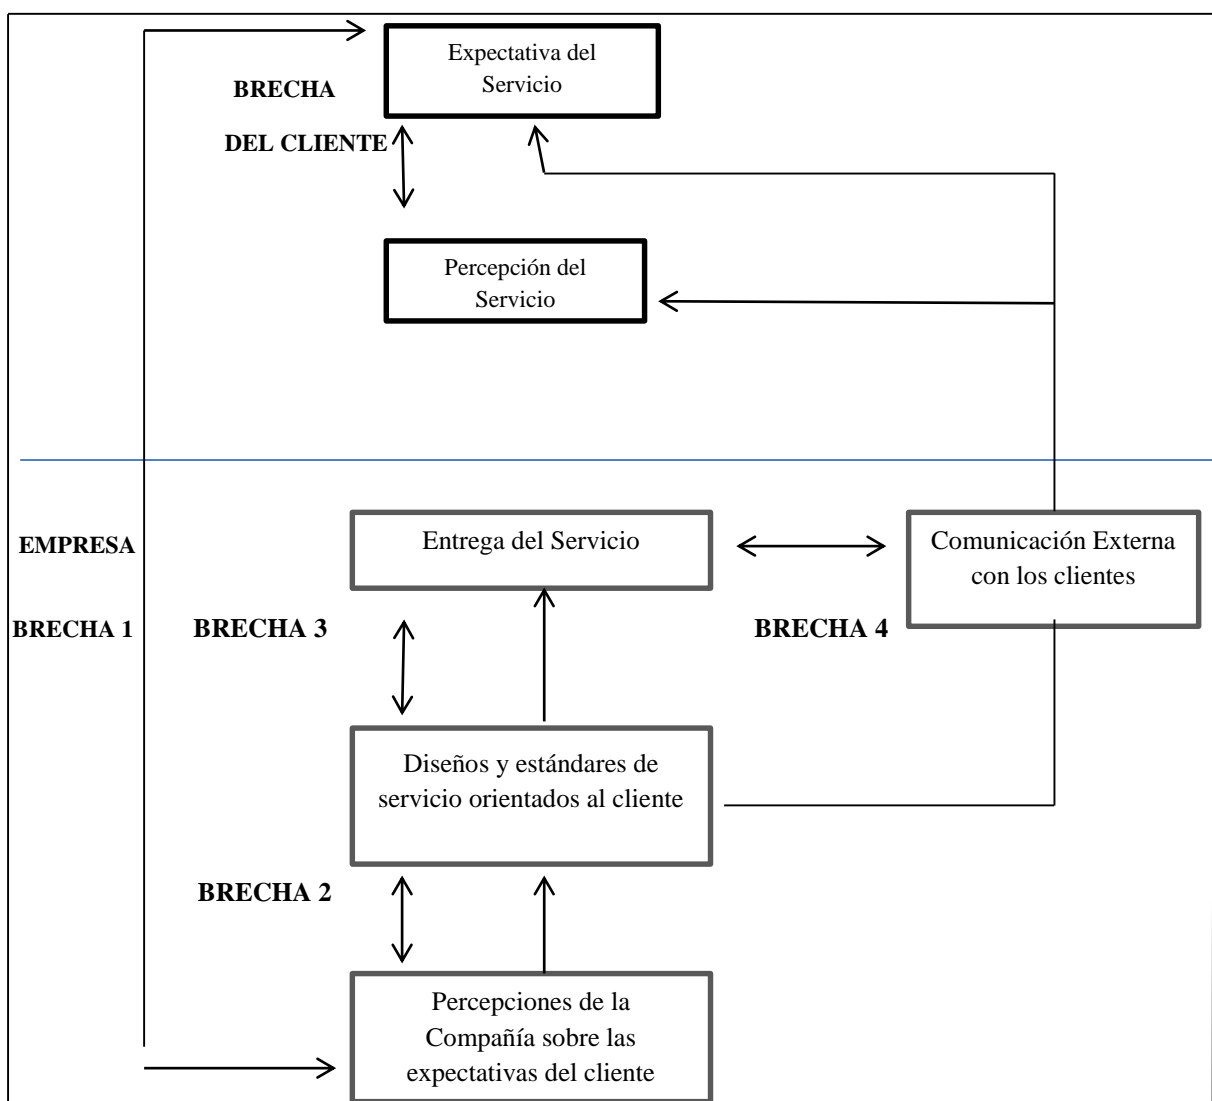 Expectativa del
Servicio
BRECHA
DEL CLIENTE
Percepción del
Servicio
EMPRESA
Entrega del Servicio
Comunicación Externa
con los clientes
BRECHA 1
BRECHA 3
BRECHA 4
Diseños y estándares de
servicio orientados al cliente
BRECHA 2
Percepciones de la
Compañía sobre las
expectativas del cliente